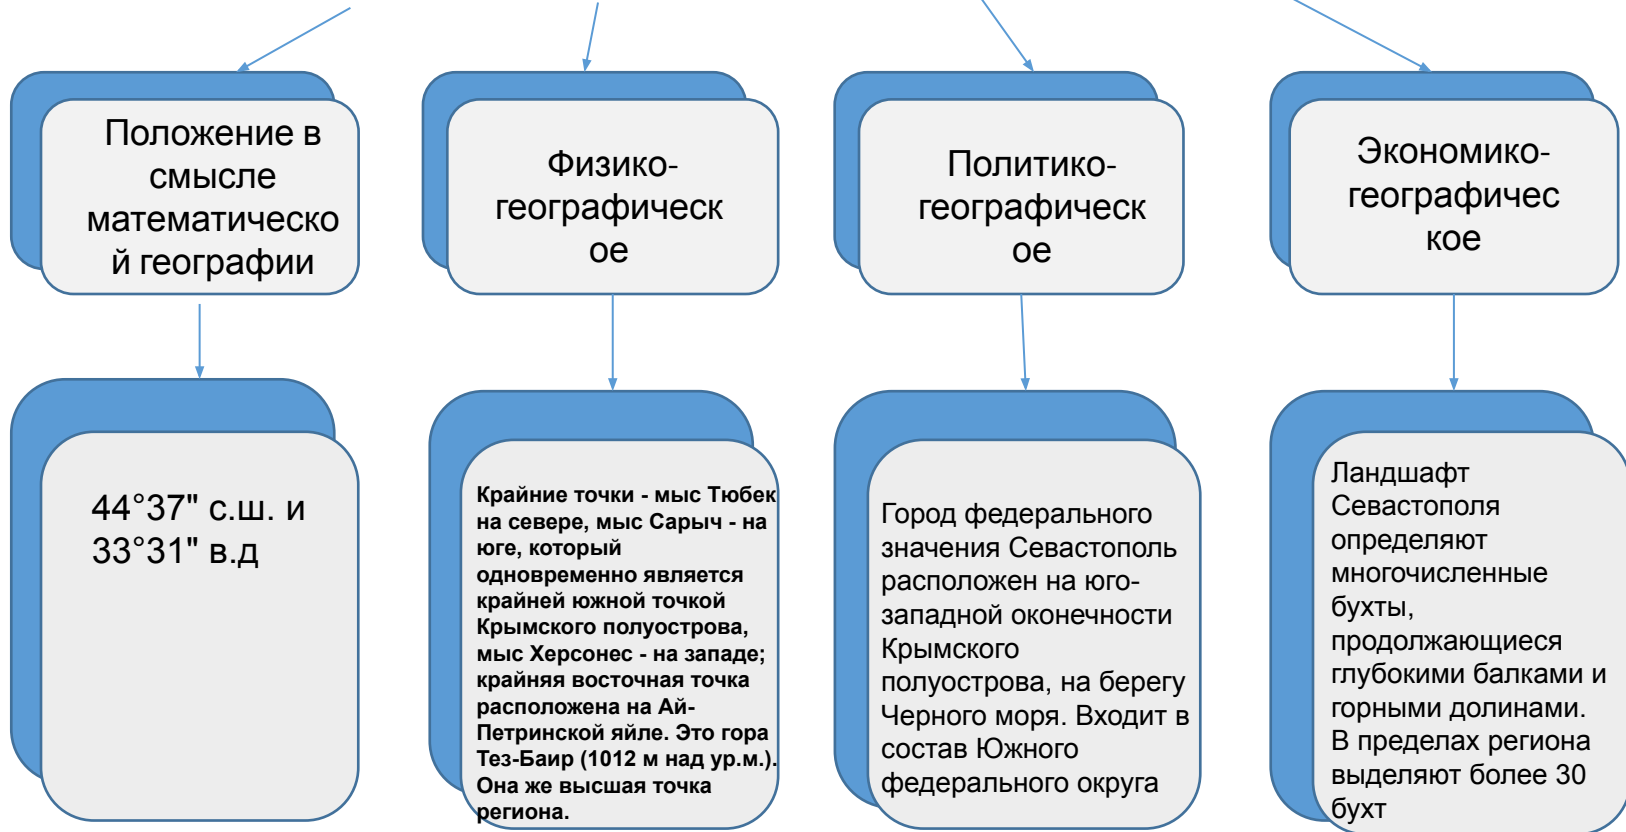 Положение в
смысле
математическо
й географии
Физико-
географическ
ое
Политико-
географическ
ое
Экономико-
географичес
кое
44°37" с.ш. и
33°31" в.д
Крайние точки - мыс Тюбек
на севере, мыс Сарыч - на
юге, который
одновременно является
крайней южной точкой
Крымского полуострова,
мыс Херсонес - на западе;
крайняя восточная точка
расположена на Ай-
Петринской яйле. Это гора
Тез-Баир (1012 м над ур.м.).
Она же высшая точка
региона.
Город федерального
значения Севастополь
расположен на юго-
западной оконечности
Крымского
полуострова, на берегу
Черного моря. Входит в
состав Южного
федерального округа
Ландшафт
Севастополя
определяют
многочисленные
бухты,
продолжающиеся
глубокими балками и
горными долинами.
В пределах региона
выделяют более 30
бухт